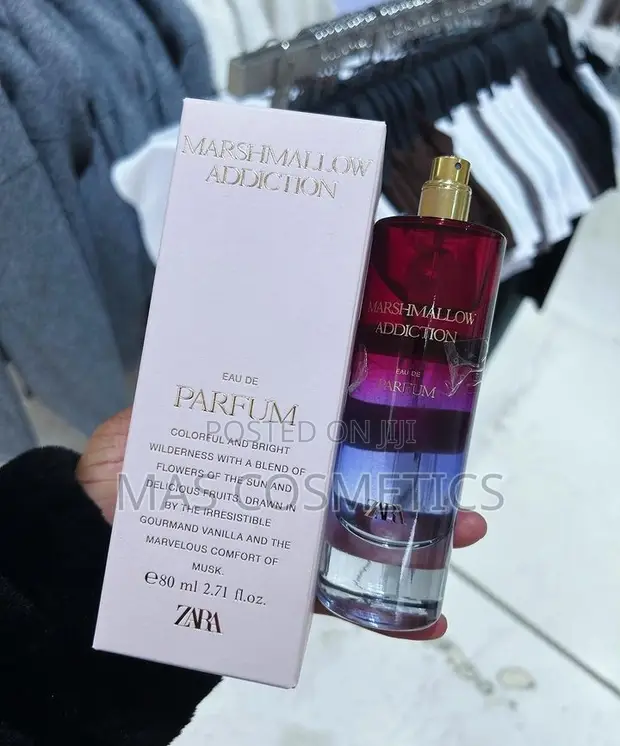 MARSHMALLOW
ADDICTION
EAU DE
PARFUM
COLORFUL AND BRIGHT
WILDERNESS WITH A BLEND OF
FLOWERS OF THE SUN AND
DELICIOUS FRUITS, DRAWN IN
BY THE IRRESISTIBLE
GOURMAND VANILLA AND THE
MARVELOUS COMFORT OF
MUSK.
e80 ml 2.71 fl.oz.
ZARA
MARSHMALLOW
ADDICTION
EAU DE
PARFUM
ZARA
POSTED ON JIJI
MAS COSMETICS